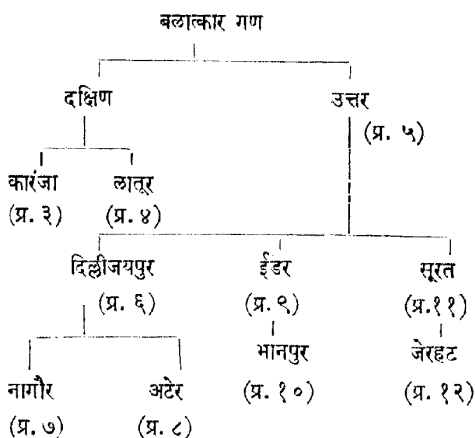 बलात्कार गण
दक्षिण उत्तर
(प्र. ५)
कारंजा लातूर
(प्र. ३) (प्र. ४)
दिल्लीजयपुर ईडर सूरत
(प्र. ६) (प्र. ९) (प्र.११)
भानपुर जेरहट
(प्र. १०) (प्र. १२)
नागौर अटेर
(प्र. ७) (प्र. ८)